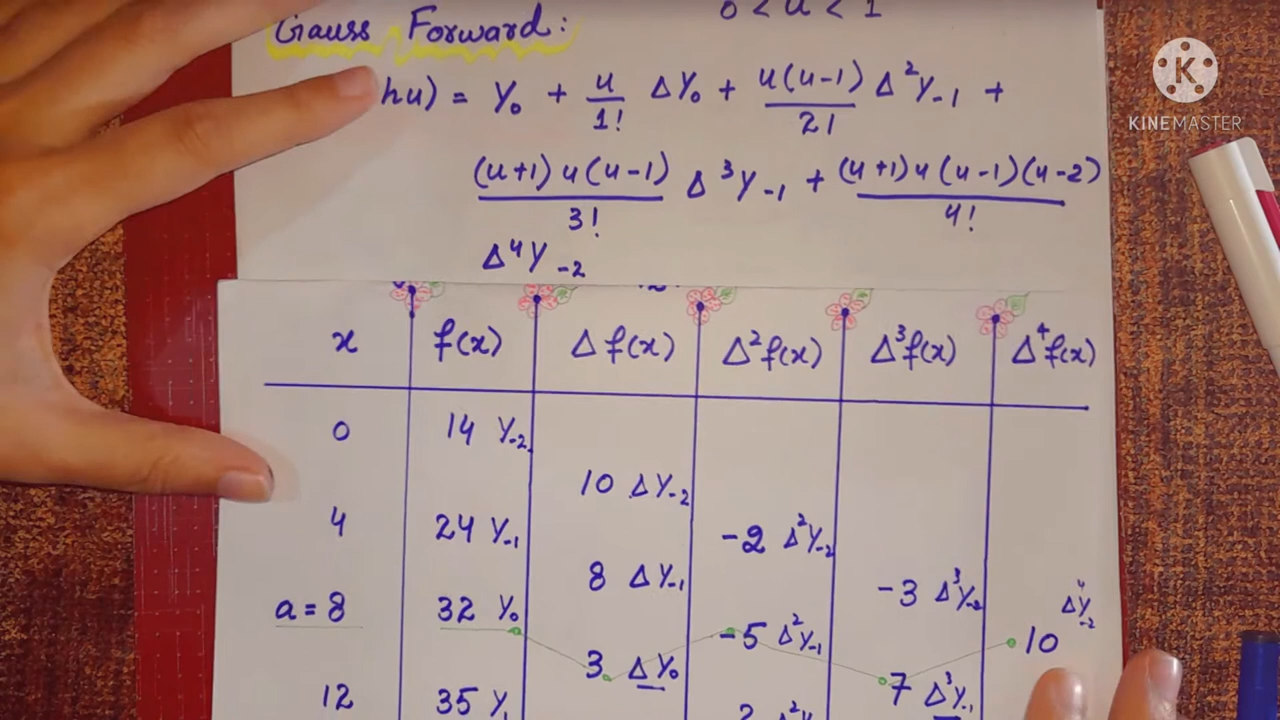 0 < u < 1
Gauss Forward:
hu) = Y₀ + u/1! ΔY₀ + u(u-1)/2! Δ²Y₋₁ +
(u+1)u(u-1)/3! Δ³Y₋₁ + (u+1)u(u-1)(u-2)/4!
Δ⁴Y₋₂
x f(x) Δf(x) Δ²f(x) Δ³f(x) Δ⁴f(x)
0 14 Y₋₂
10 ΔY₋₂
4 24 Y₋₁ -2 Δ²Y₋₂
8 ΔY₋₁ -3 Δ³Y₋₂
a = 8 32 Y₀ -5 Δ²Y₋₁ 10 Δ⁴Y₋₂
3 ΔY₀ 7 Δ³Y₋₁
12 35 Y₁
K
KINEMASTER